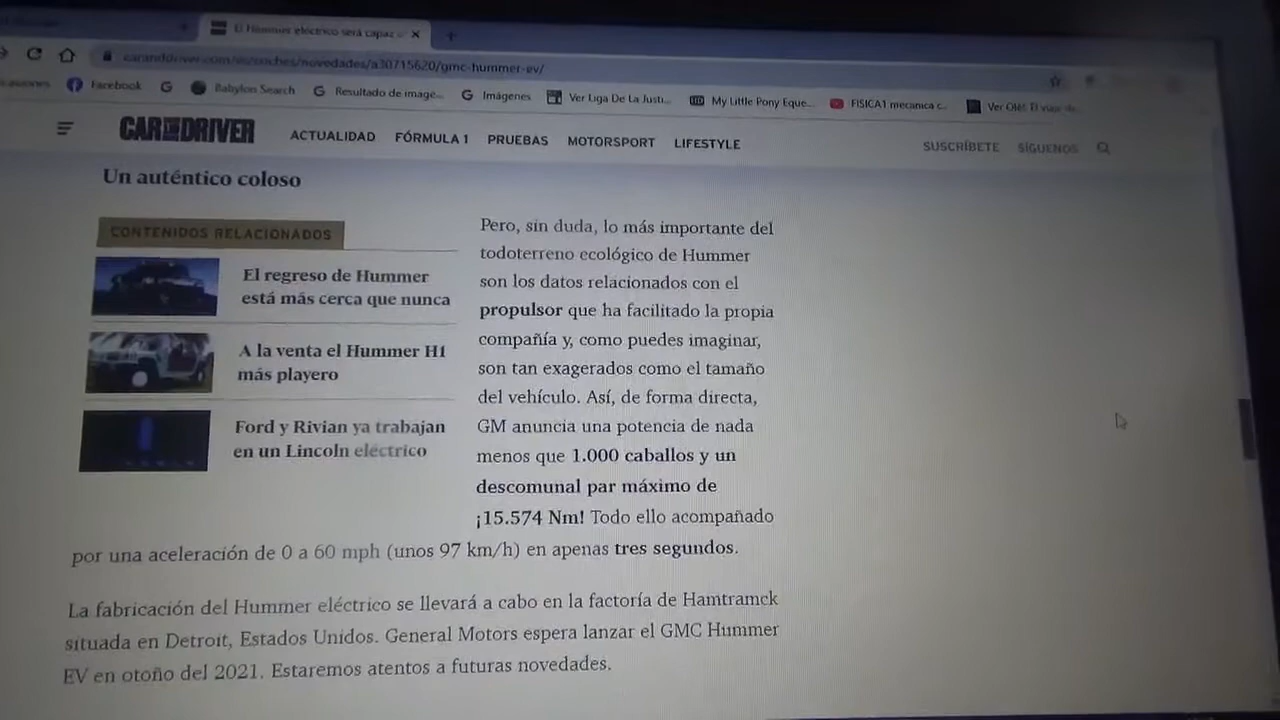 El Hummer eléctrico será capaz
caranddriver.com/es/coches/novedades/a30715620/gmc-hummer-ev/
Facebook
Babylon Search
Resultado de image...
Imágenes
Ver Liga De La Justi...
My Little Pony Eque...
FISICA1 mecanica c...
CAR AND DRIVER
ACTUALIDAD FÓRMULA 1 PRUEBAS MOTORSPORT LIFESTYLE
SUSCRÍBETE SÍGUENOS
Un auténtico coloso
CONTENIDOS RELACIONADOS
El regreso de Hummer
está más cerca que nunca
A la venta el Hummer H1
más playero
Ford y Rivian ya trabajan
en un Lincoln eléctrico
Pero, sin duda, lo más importante del
todoterreno ecológico de Hummer
son los datos relacionados con el
propulsor que ha facilitado la propia
compañía y, como puedes imaginar,
son tan exagerados como el tamaño
del vehículo. Así, de forma directa,
GM anuncia una potencia de nada
menos que 1.000 caballos y un
descomunal par máximo de
¡15.574 Nm! Todo ello acompañado
por una aceleración de 0 a 60 mph (unos 97 km/h) en apenas tres segundos.
La fabricación del Hummer eléctrico se llevará a cabo en la factoría de Hamtramck
situada en Detroit, Estados Unidos. General Motors espera lanzar el GMC Hummer
EV en otoño del 2021. Estaremos atentos a futuras novedades.